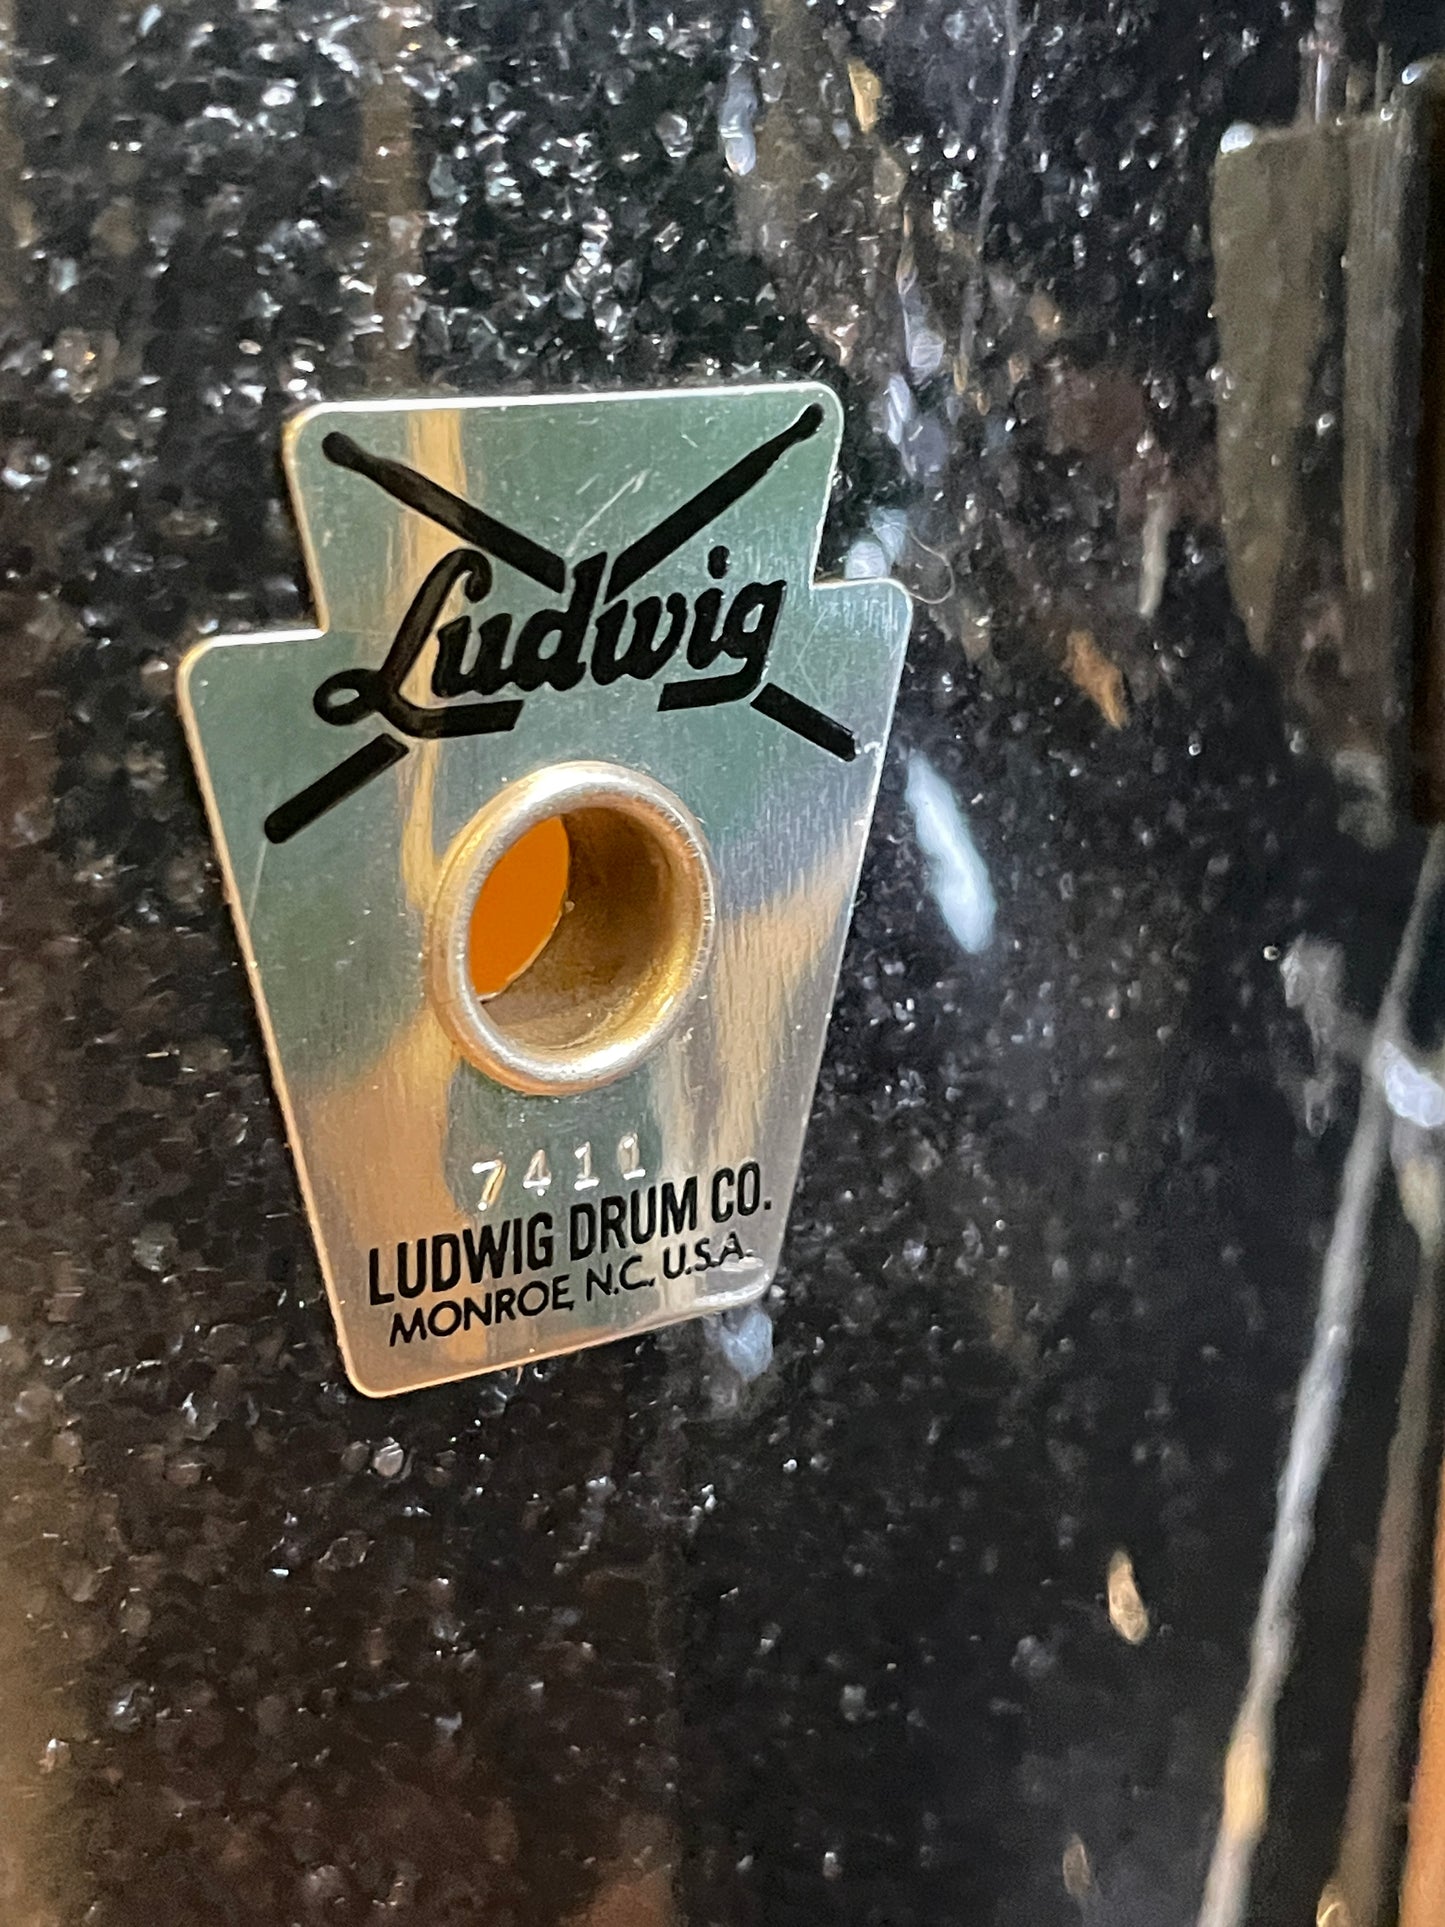 Ludwig
7411
LUDWIG DRUM CO.
MONROE, N.C. U.S.A.